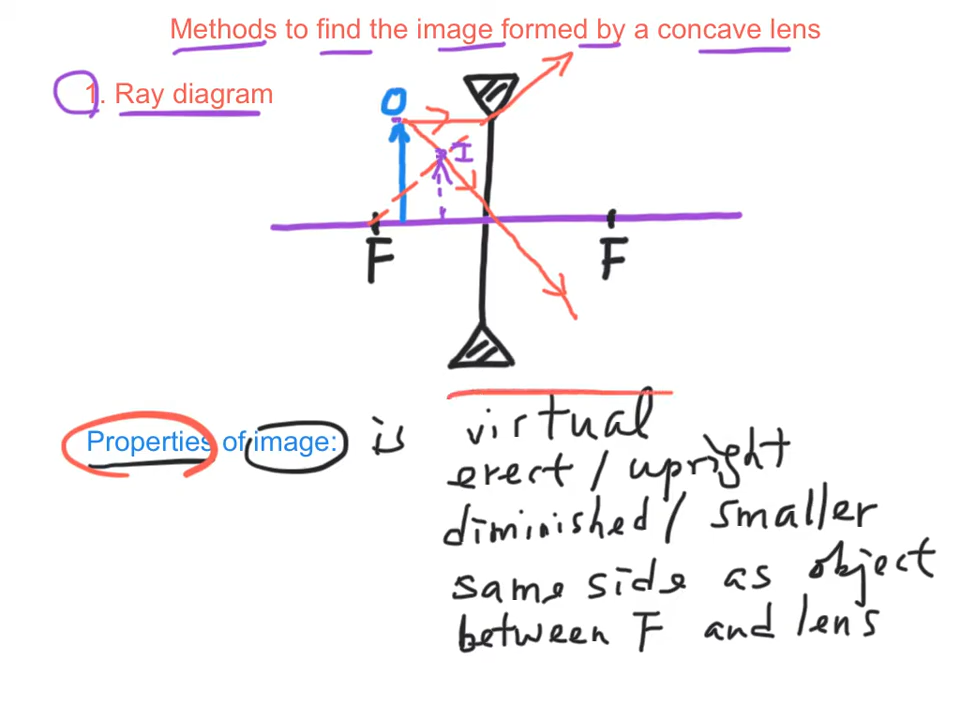 Methods to find the image formed by a concave lens
1. Ray diagram
O
I
F
F
Properties of image: is virtual
erect / upright
diminished / smaller
same side as object
between F and lens